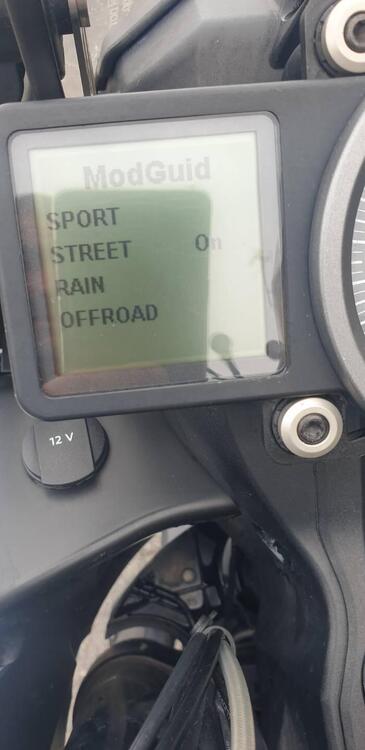 ModGuid
SPORT
STREET On
RAIN
OFFROAD
12 V